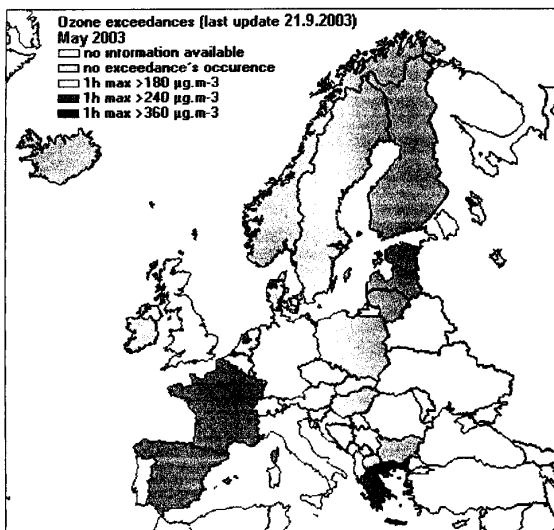 Ozone exceedances (last update 21.9.2003)
May 2003
no information available
no exceedance's occurence
1h max >180 µg.m-3
1h max >240 µg.m-3
1h max >360 µg.m-3